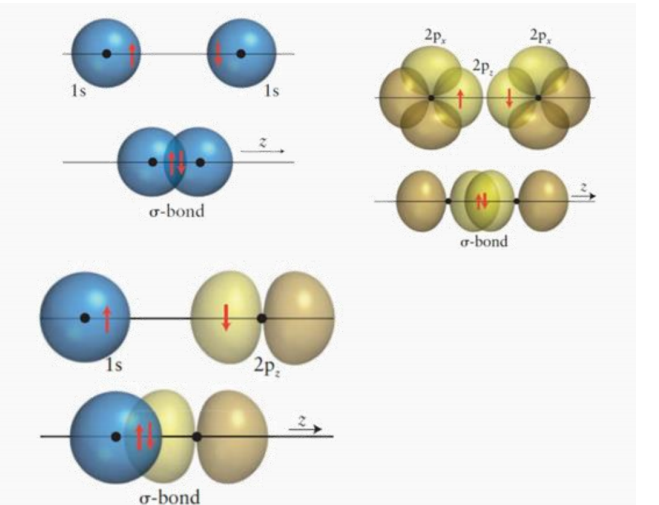 1s 1s
z
σ-bond
2pₓ 2pₓ
2p_z
z
σ-bond
1s 2p_z
z
σ-bond